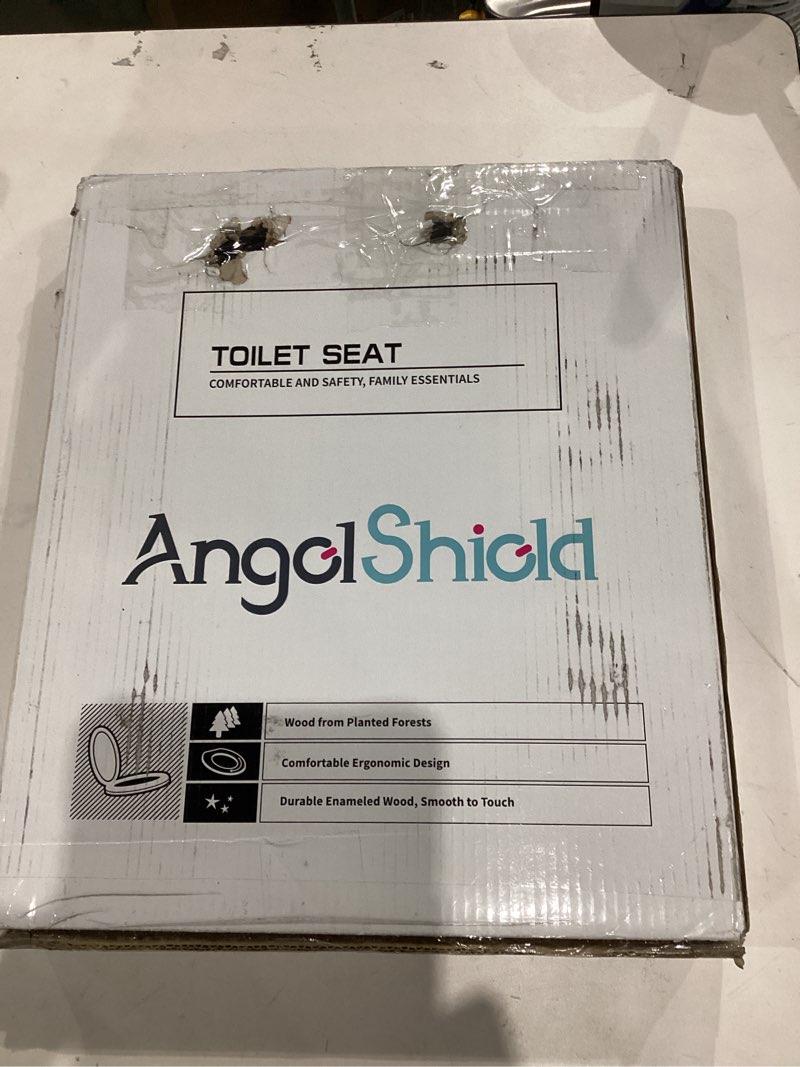 TOILET SEAT
COMFORTABLE AND SAFETY, FAMILY ESSENTIALS
AngelShield
Wood from Planted Forests
Comfortable Ergonomic Design
Durable Enameled Wood, Smooth to Touch